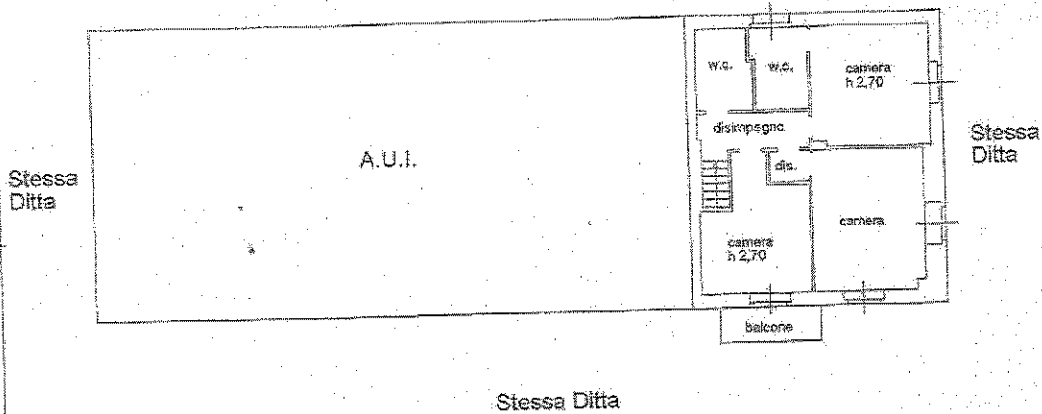 w.c.
w.c.
camera
h 2,70
disimpegno
Stessa
Ditta
A.U.I.
dis.
Stessa
Ditta
camera
camera
h 2,70
balcone
Stessa Ditta